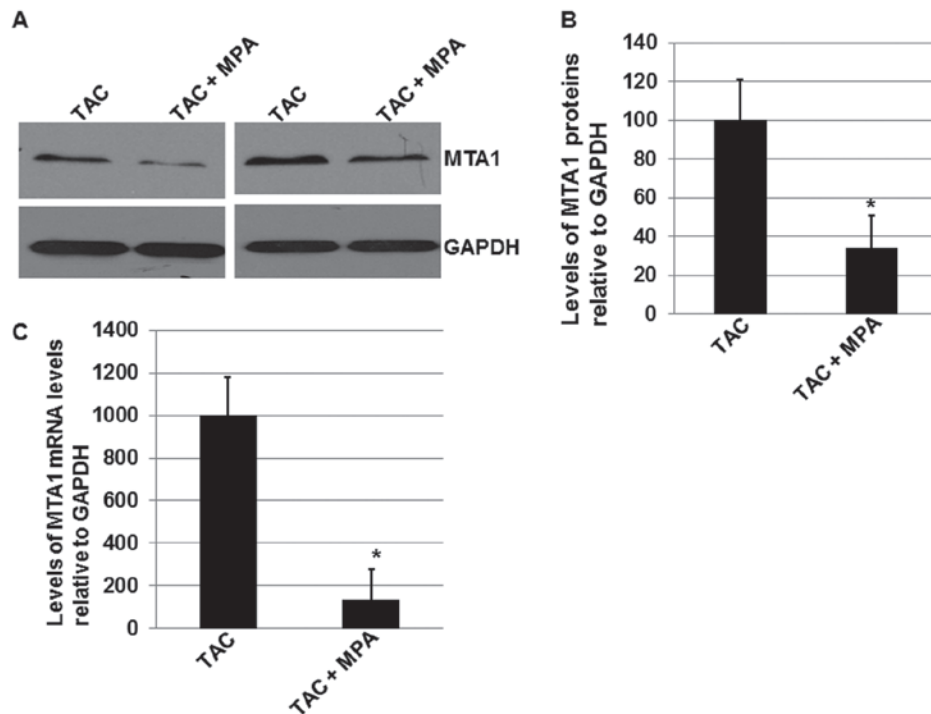 A
TAC
TAC + MPA
TAC
TAC + MPA
MTA1
GAPDH
B
Levels of MTA1 proteins
relative to GAPDH
140
120
100
80
60
40
20
0
*
TAC
TAC + MPA
C
Levels of MTA1 mRNA levels
relative to GAPDH
1400
1200
1000
800
600
400
200
0
*
TAC
TAC + MPA